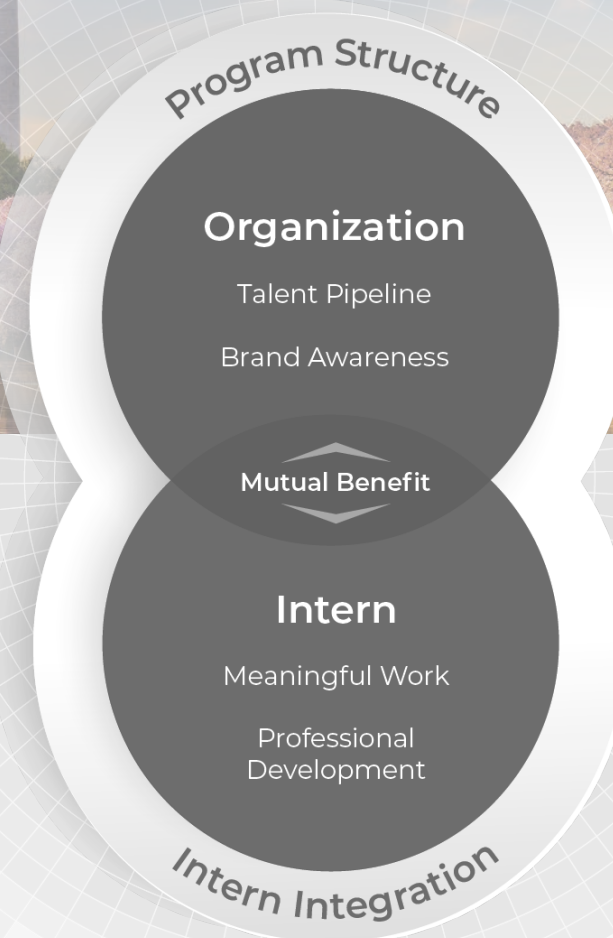 Program Structure
Organization
Talent Pipeline
Brand Awareness
Mutual Benefit
Intern
Meaningful Work
Professional
Development
Intern Integration